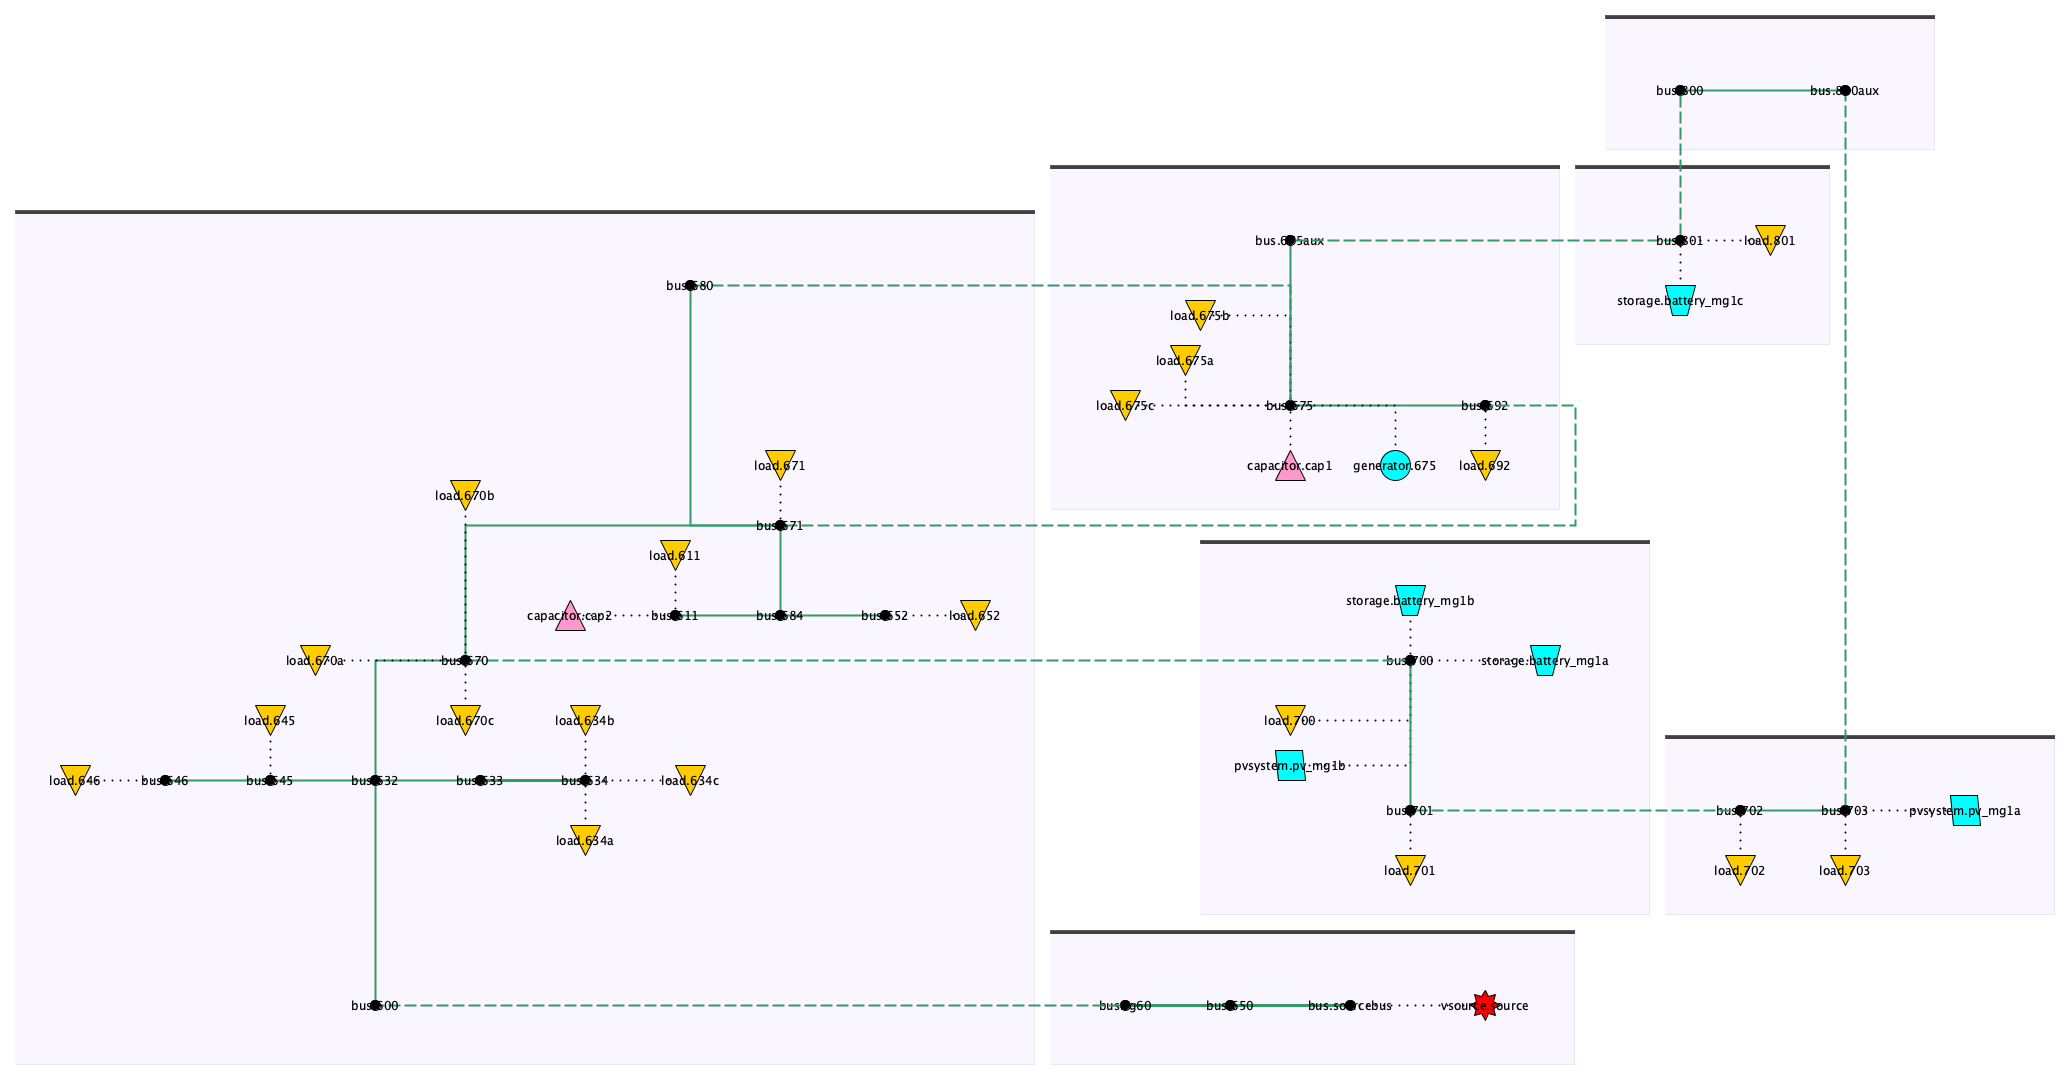 bus.800
bus.800aux
bus.675aux
bus.801
load.801
bus.680
storage.battery_mg1c
load.675b
load.675a
load.675c
bus.675
bus.692
load.671
capacitor.cap1
generator.675
load.692
load.670b
bus.671
load.611
storage.battery_mg1b
capacitor.cap2
bus.611
bus.684
bus.652
load.652
load.670a
bus.670
bus.700
storage.battery_mg1a
load.645
load.670c
load.634b
load.700
pvsystem.pv_mg1b
load.646
bus.646
bus.645
bus.632
bus.633
bus.634
load.634c
bus.701
bus.702
bus.703
pvsystem.pv_mg1a
load.634a
load.701
load.702
load.703
bus.600
bus.rg60
bus.650
bus.sourcebus
vsource.source